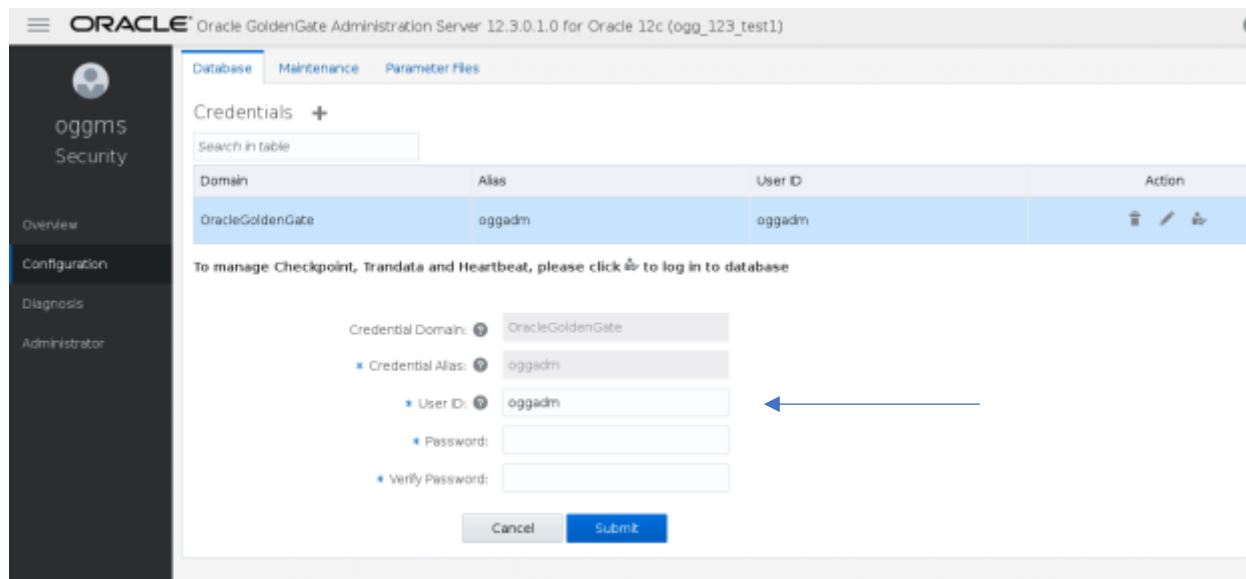 ORACLE Oracle GoldenGate Administration Server 12.3.0.1.0 for Oracle 12c (ogg_123_test1)
oggms
Security
Overview
Configuration
Diagnosis
Administrator
Database Maintenance Parameter Files
Credentials +
Search in table
Domain Alias User ID Action
OracleGoldenGate oggadm oggadm
To manage Checkpoint, Trandata and Heartbeat, please click to log in to database
Credential Domain: ? OracleGoldenGate
* Credential Alias: ? oggadm
* User ID: ? oggadm
* Password:
* Verify Password:
Cancel Submit